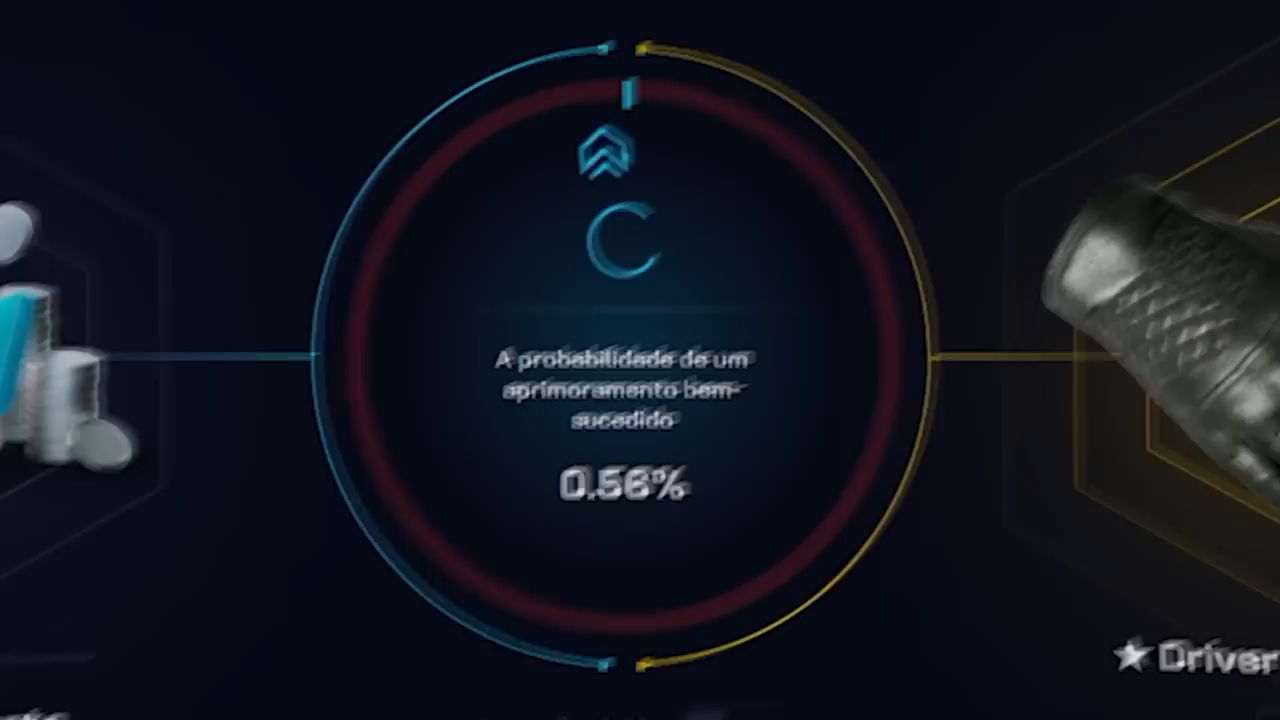 A probabilidade de um
aprimoramento bem-
sucedido
0.56%
★ Driver